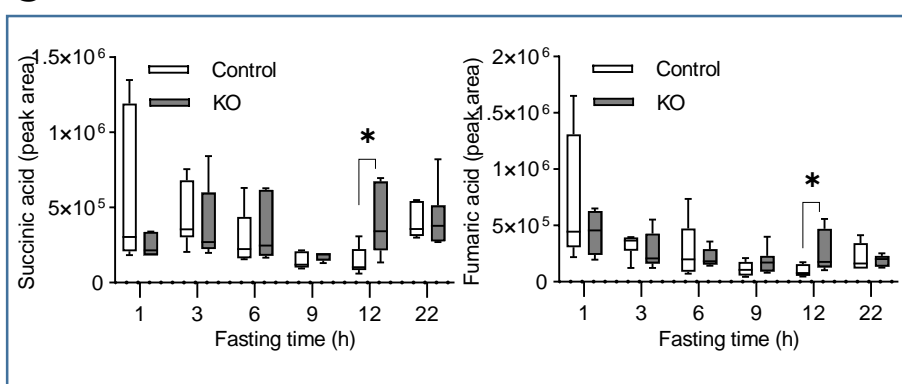 Succinic acid (peak area)
1.5×10⁶
1×10⁶
5×10⁵
0
Control
KO
*
1 3 6 9 12 22
Fasting time (h)
Fumaric acid (peak area)
2×10⁶
1.5×10⁶
1×10⁶
5×10⁵
0
Control
KO
*
1 3 6 9 12 22
Fasting time (h)